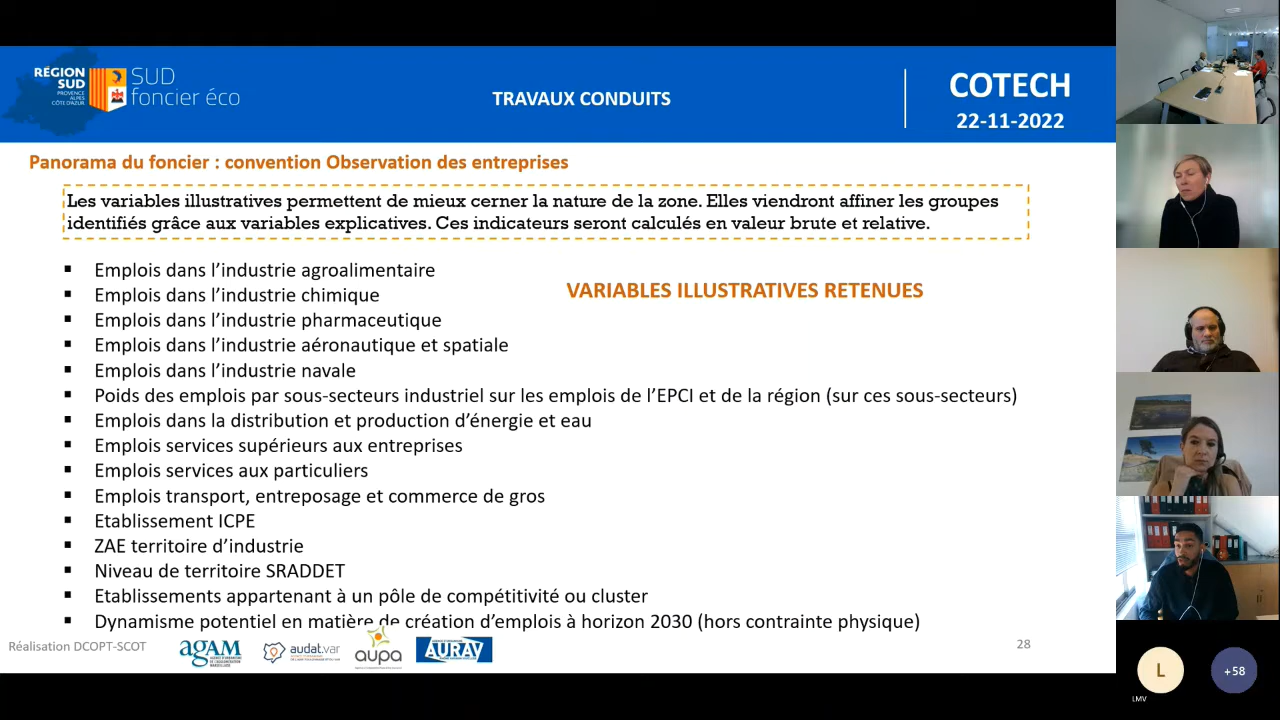 RÉGION
SUD
PROVENCE
ALPES
CÔTE D'AZUR
SUD
foncier éco
TRAVAUX CONDUITS
COTECH
22-11-2022
Panorama du foncier : convention Observation des entreprises
Les variables illustratives permettent de mieux cerner la nature de la zone. Elles viendront affiner les groupes
identifiés grâce aux variables explicatives. Ces indicateurs seront calculés en valeur brute et relative.
▪ Emplois dans l’industrie agroalimentaire
VARIABLES ILLUSTRATIVES RETENUES
▪ Emplois dans l’industrie chimique
▪ Emplois dans l’industrie pharmaceutique
▪ Emplois dans l’industrie aéronautique et spatiale
▪ Emplois dans l’industrie navale
▪ Poids des emplois par sous-secteurs industriel sur les emplois de l’EPCI et de la région (sur ces sous-secteurs)
▪ Emplois dans la distribution et production d’énergie et eau
▪ Emplois services supérieurs aux entreprises
▪ Emplois services aux particuliers
▪ Emplois transport, entreposage et commerce de gros
▪ Etablissement ICPE
▪ ZAE territoire d’industrie
▪ Niveau de territoire SRADDET
▪ Etablissements appartenant à un pôle de compétitivité ou cluster
▪ Dynamisme potentiel en matière de création d’emplois à horizon 2030 (hors contrainte physique)
Réalisation DCOPT-SCOT
agam
audat.var
aupa
AURAV
28
L
+58
LMV